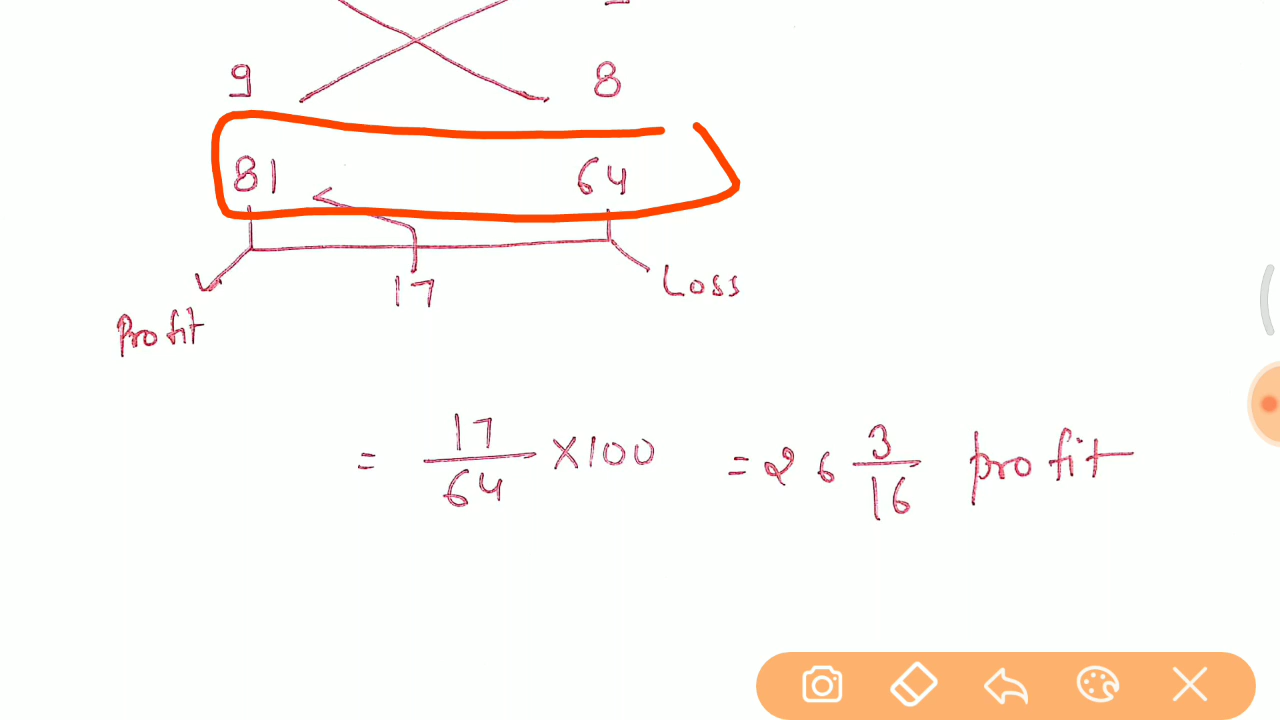 9 8
81 64
17 Loss
Profit
= 17/64 × 100 = 26 3/16 profit